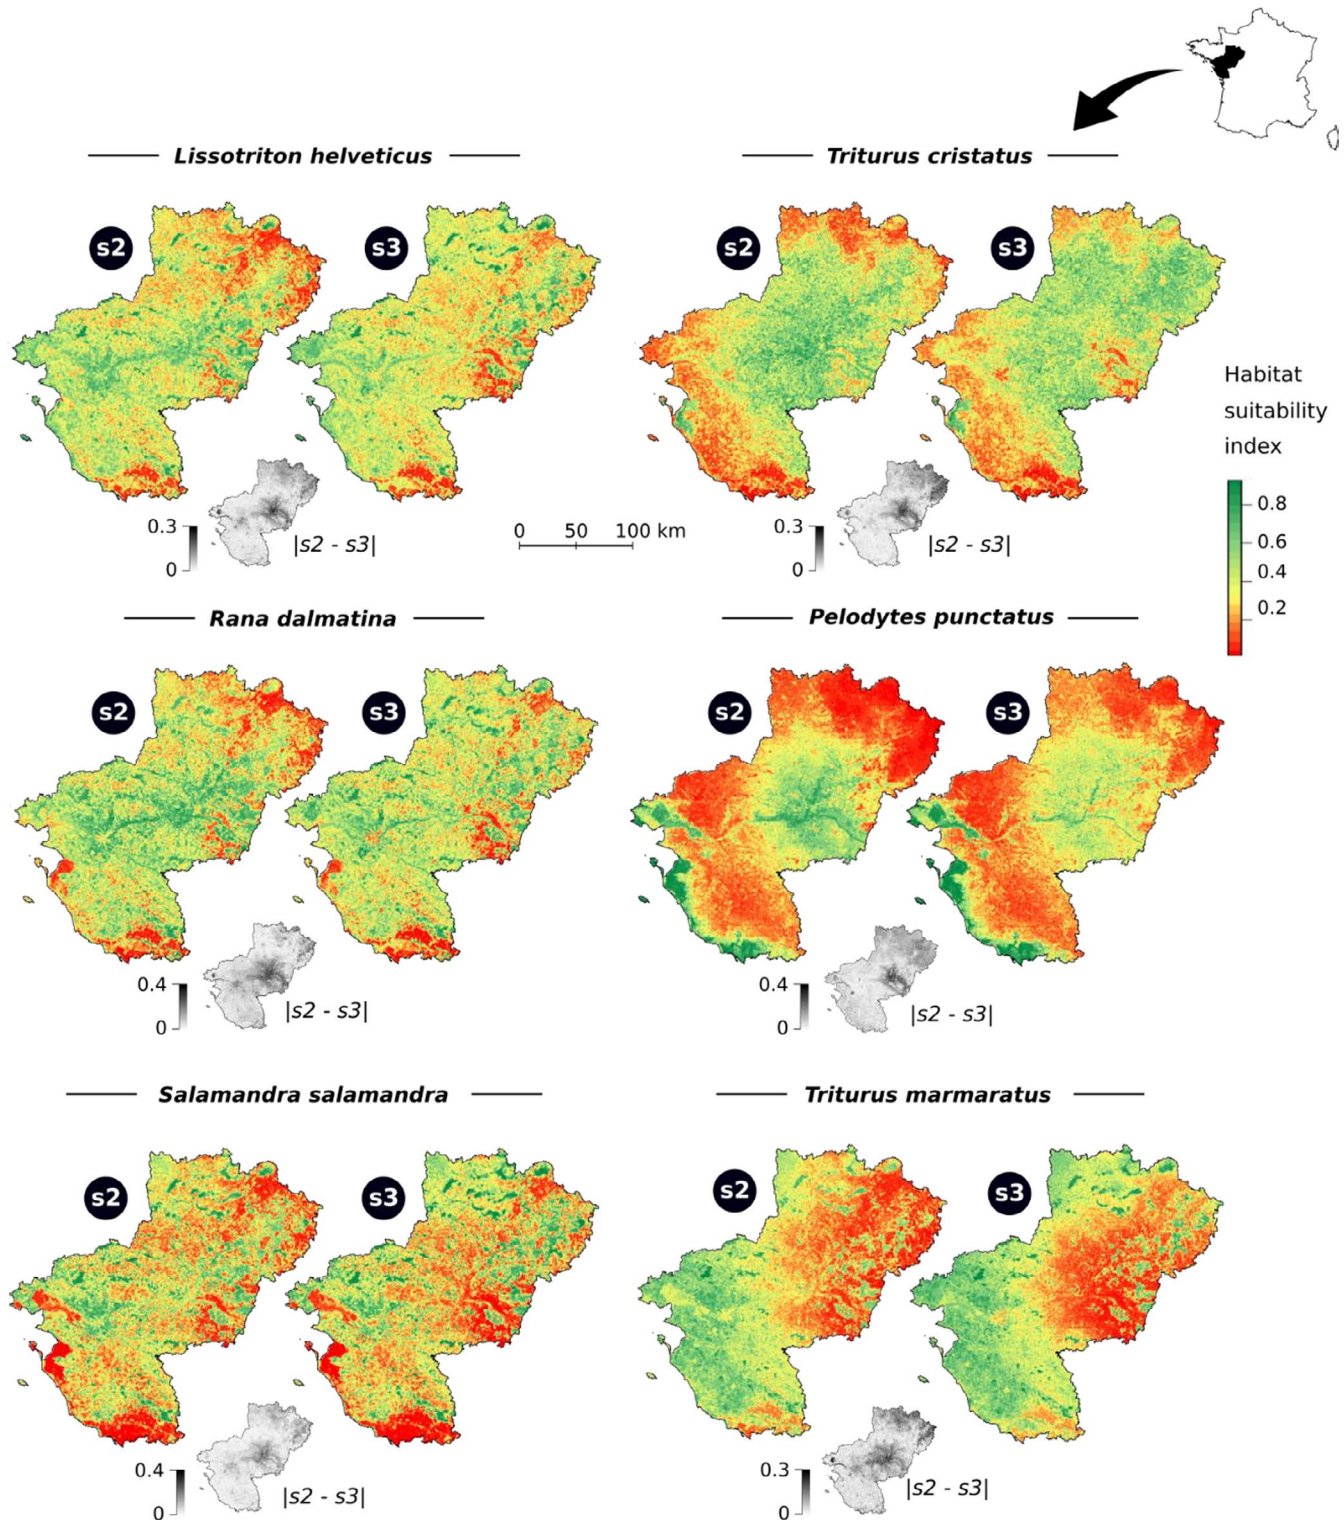 Lissotriton helveticus
Triturus cristatus
s2
s3
s2
s3
Habitat
suitability
index
0.8
0.6
0.4
0.2
0.3
0
|s2 - s3|
0 50 100 km
0.3
0
|s2 - s3|
Rana dalmatina
Pelodytes punctatus
s2
s3
s2
s3
0.4
0
|s2 - s3|
0.4
0
|s2 - s3|
Salamandra salamandra
Triturus marmaratus
s2
s3
s2
s3
0.4
0
|s2 - s3|
0.3
0
|s2 - s3|